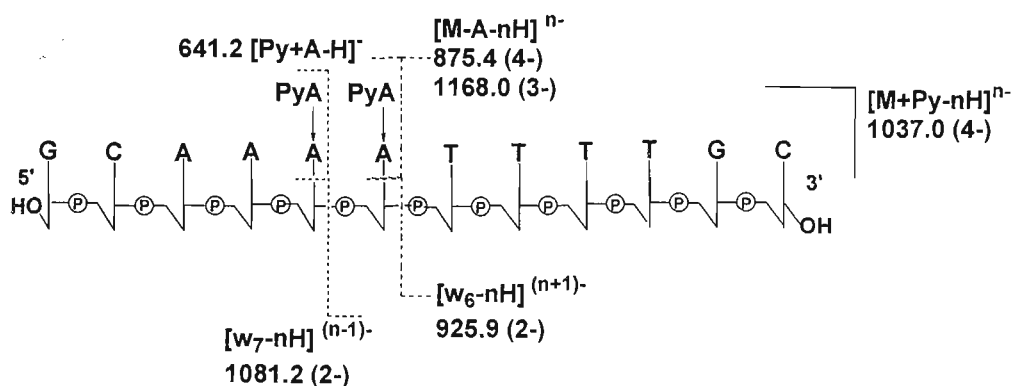 [M-A-nH] n-
641.2 [Py+A-H]-
875.4 (4-)
1168.0 (3-)
PyA PyA
[M+Py-nH]n-
1037.0 (4-)
G C A A A A T T T T G C
5' 3'
HO P P P P P P P P P P P OH
[w6-nH] (n+1)-
925.9 (2-)
[w7-nH] (n-1)-
1081.2 (2-)